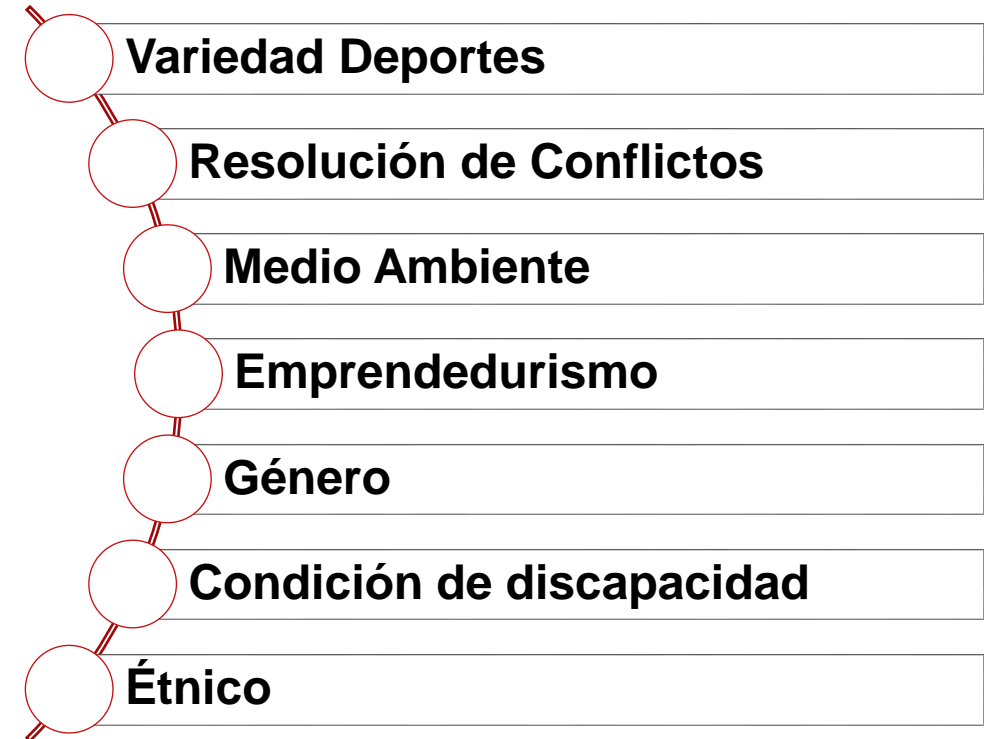 Variedad Deportes
Resolución de Conflictos
Medio Ambiente
Emprendedurismo
Género
Condición de discapacidad
Étnico